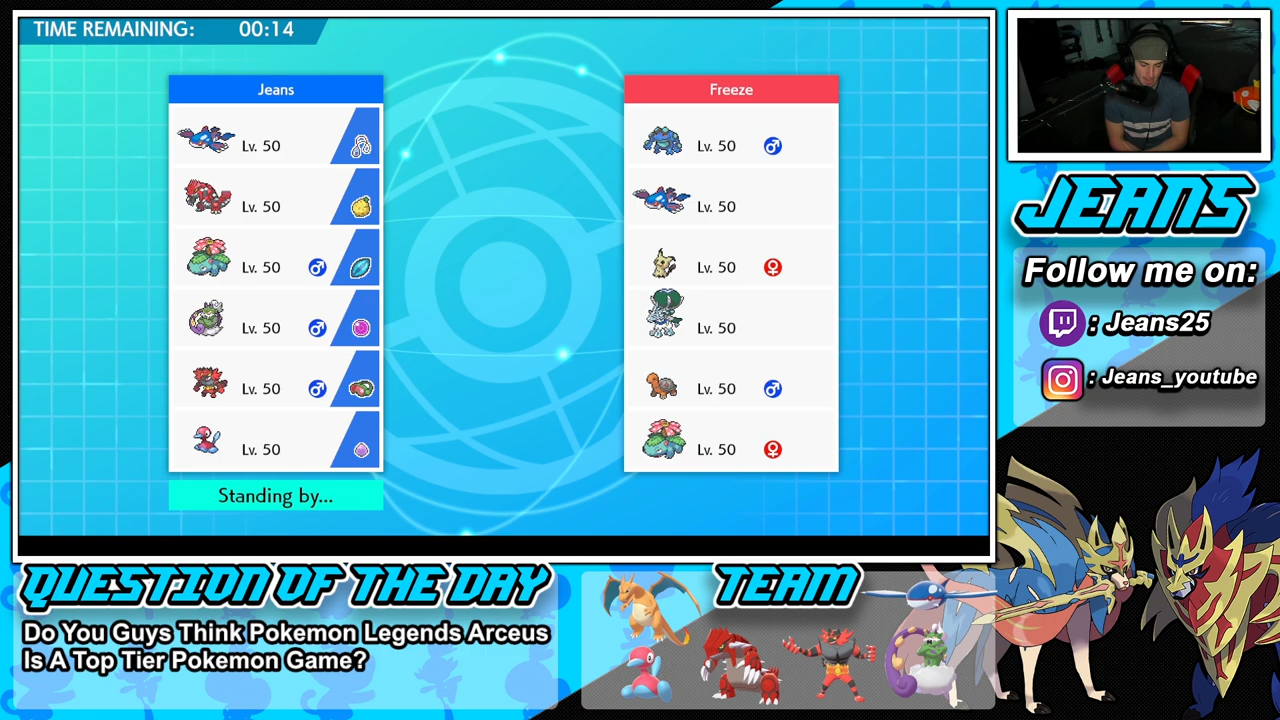 TIME REMAINING: 00:14
Jeans
Lv. 50
Lv. 50
Lv. 50
Lv. 50
Lv. 50
Lv. 50
Standing by...
Freeze
Lv. 50
Lv. 50
Lv. 50
Lv. 50
Lv. 50
Lv. 50
JEANS
Follow me on:
: Jeans25
: Jeans_youtube
QUESTION OF THE DAY
Do You Guys Think Pokemon Legends Arceus
Is A Top Tier Pokemon Game?
TEAM